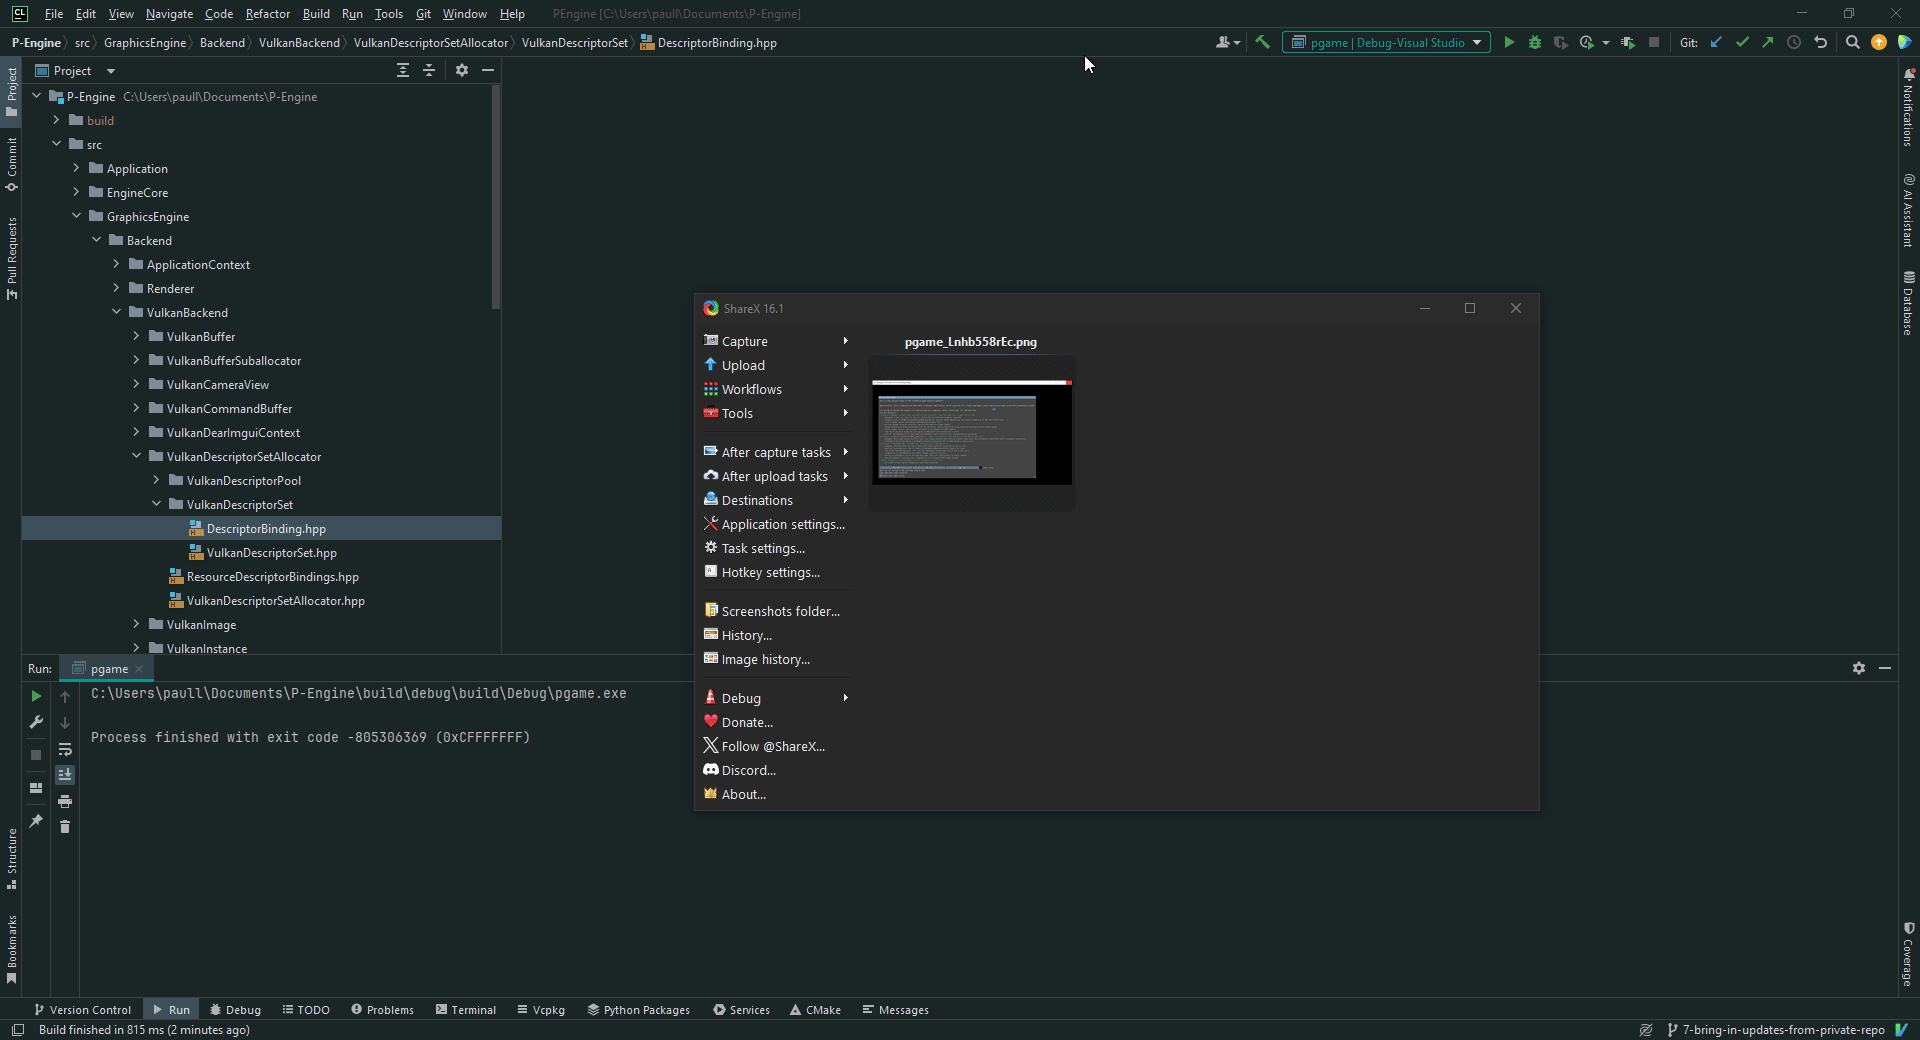 CL File Edit View Navigate Code Refactor Build Run Tools Git Window Help PEngine [C:\Users\paull\Documents\P-Engine]
P-Engine src GraphicsEngine Backend VulkanBackend VulkanDescriptorSetAllocator VulkanDescriptorSet DescriptorBinding.hpp pgame | Debug-Visual Studio Git:
Project
P-Engine C:\Users\paull\Documents\P-Engine
build
src
Application
EngineCore
GraphicsEngine
Backend
ApplicationContext
Renderer
VulkanBackend
VulkanBuffer
VulkanBufferSuballocator
VulkanCameraView
VulkanCommandBuffer
VulkanDearImguiContext
VulkanDescriptorSetAllocator
VulkanDescriptorPool
VulkanDescriptorSet
DescriptorBinding.hpp
VulkanDescriptorSet.hpp
ResourceDescriptorBindings.hpp
VulkanDescriptorSetAllocator.hpp
VulkanImage
VulkanInstance
Project
Commit
Pull Requests
Structure
Bookmarks
Run: pgame
C:\Users\paull\Documents\P-Engine\build\debug\build\Debug\pgame.exe
Process finished with exit code -805306369 (0xCFFFFFFF)
ShareX 16.1
Capture
Upload
Workflows
Tools
After capture tasks
After upload tasks
Destinations
Application settings...
Task settings...
Hotkey settings...
Screenshots folder...
History...
Image history...
Debug
Donate...
Follow @ShareX...
Discord...
About...
pgame_Lnhb558rEc.png
Notifications
AI Assistant
Database
Coverage
Version Control Run Debug TODO Problems Terminal Vcpkg Python Packages Services CMake Messages
Build finished in 815 ms (2 minutes ago) 7-bring-in-updates-from-private-repo